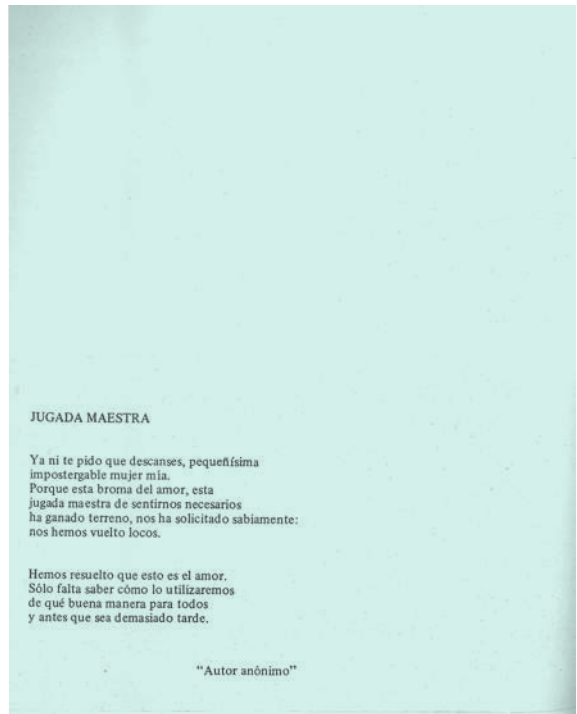 JUGADA MAESTRA
Ya ni te pido que descanses, pequeñísima
impostergable mujer mía.
Porque esta broma del amor, esta
jugada maestra de sentirnos necesarios
ha ganado terreno, nos ha solicitado sabiamente:
nos hemos vuelto locos.
Hemos resuelto que esto es el amor.
Sólo falta saber cómo lo utilizaremos
de qué buena manera para todos
y antes que sea demasiado tarde.
“Autor anónimo”